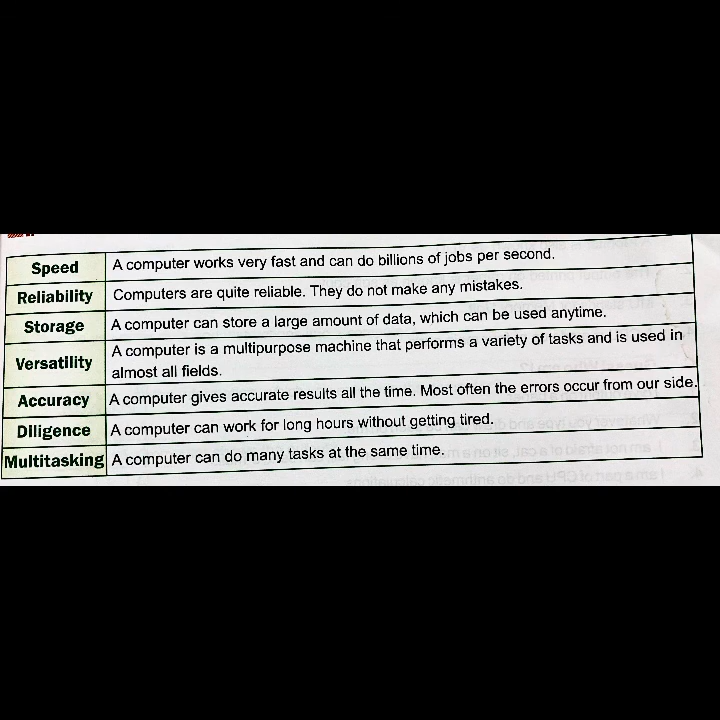 Speed A computer works very fast and can do billions of jobs per second.
Reliability Computers are quite reliable. They do not make any mistakes.
Storage A computer can store a large amount of data, which can be used anytime.
Versatility A computer is a multipurpose machine that performs a variety of tasks and is used in
almost all fields.
Accuracy A computer gives accurate results all the time. Most often the errors occur from our side.
Diligence A computer can work for long hours without getting tired.
Multitasking A computer can do many tasks at the same time.